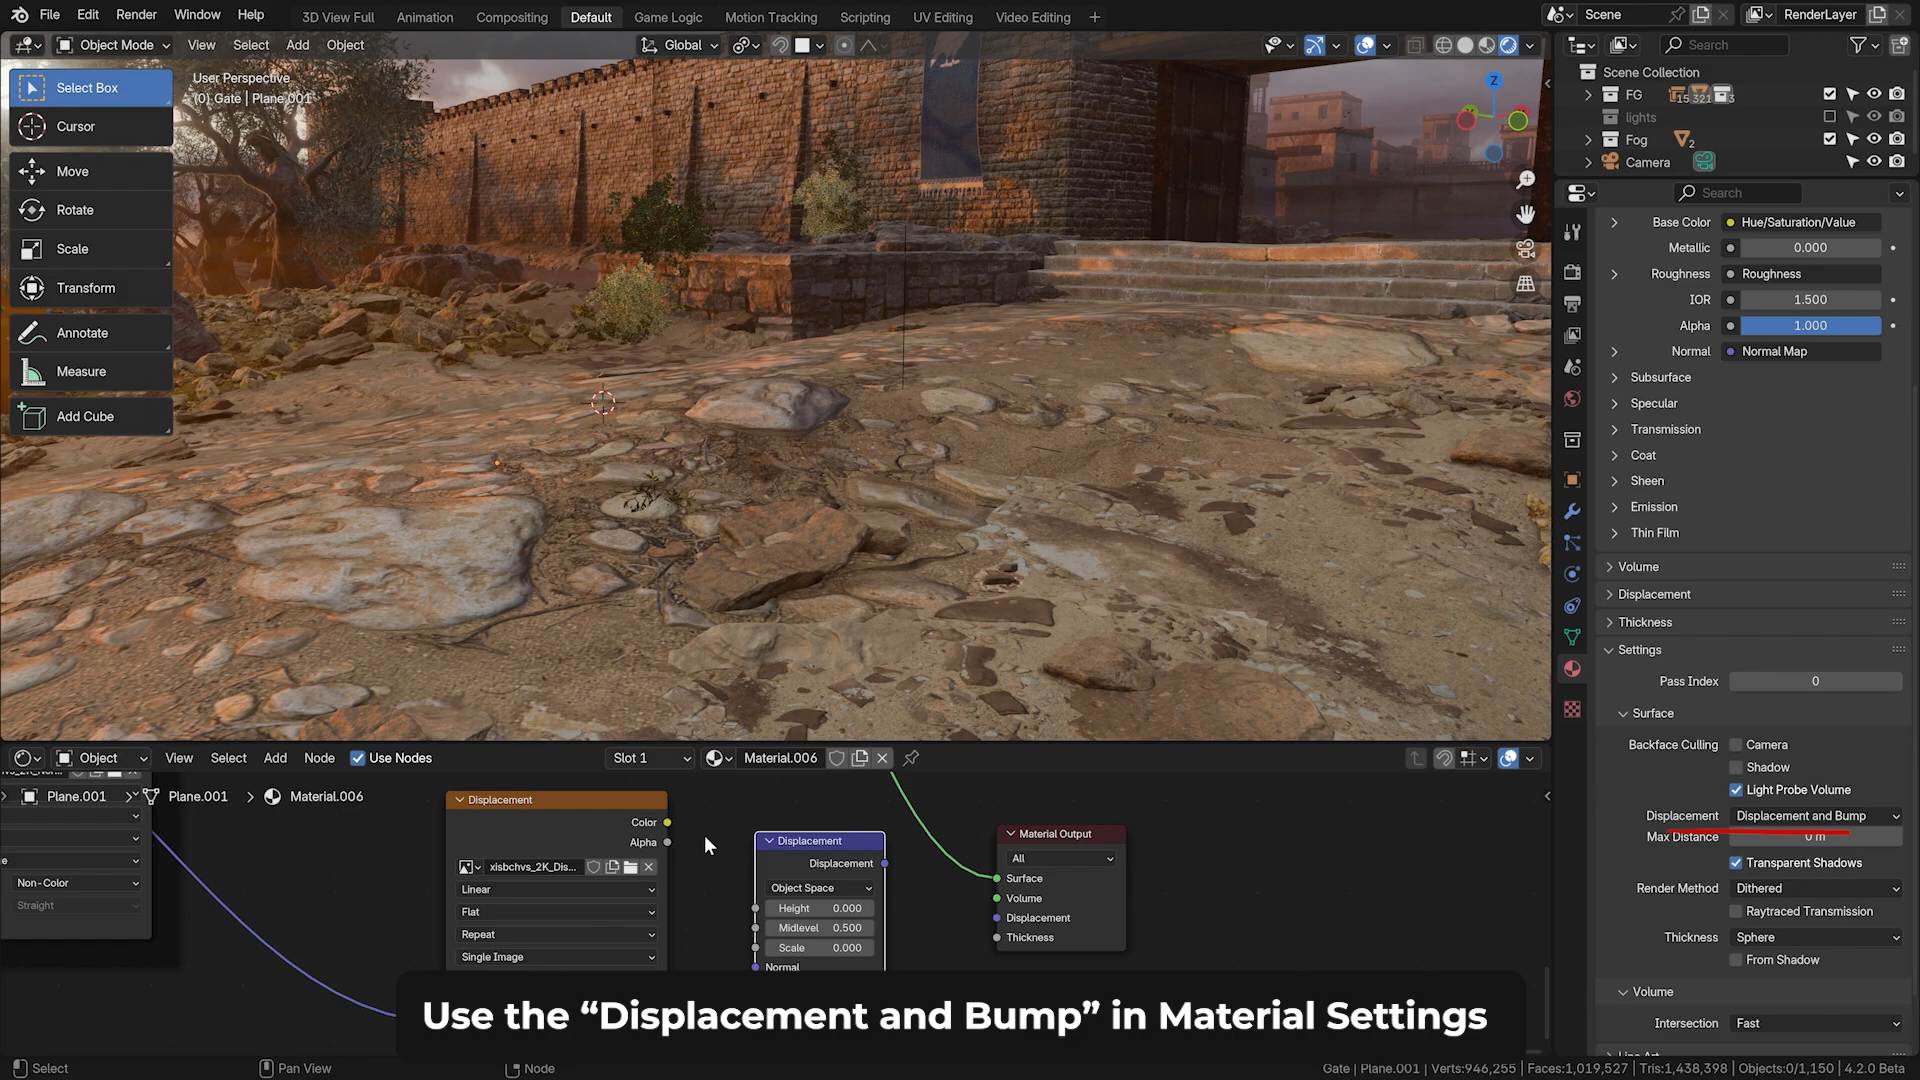 File Edit Render Window Help 3D View Full Animation Compositing Default Game Logic Motion Tracking Scripting UV Editing Video Editing + Scene RenderLayer
Object Mode View Select Add Object Global Search
User Perspective
(0) Gate | Plane.001
Select Box
Cursor
Move
Rotate
Scale
Transform
Annotate
Measure
Add Cube
Z
Scene Collection
FG 15 321 3
lights
Fog 2
Camera
Search
Base Color Hue/Saturation/Value
Metallic 0.000
Roughness Roughness
IOR 1.500
Alpha 1.000
Normal Normal Map
Subsurface
Specular
Transmission
Coat
Sheen
Emission
Thin Film
Volume
Displacement
Thickness
Settings
Pass Index 0
Surface
Backface Culling Camera
Shadow
Light Probe Volume
Displacement Displacement and Bump
Max Distance 0 m
Transparent Shadows
Render Method Dithered
Raytraced Transmission
Thickness Sphere
From Shadow
Volume
Intersection Fast
Object View Select Add Node Use Nodes Slot 1 Material.006
Plane.001 Plane.001 Material.006
Non-Color
Straight
Displacement
Color
Alpha
xisbchvs_2K_Dis...
Linear
Flat
Repeat
Single Image
Displacement
Displacement
Object Space
Height 0.000
Midlevel 0.500
Scale 0.000
Normal
Material Output
All
Surface
Volume
Displacement
Thickness
Use the “Displacement and Bump” in Material Settings
Select Pan View Node Gate | Plane.001 | Verts:946,255 | Faces:1,019,527 | Tris:1,438,398 | Objects:0/1,150 | 4.2.0 Beta